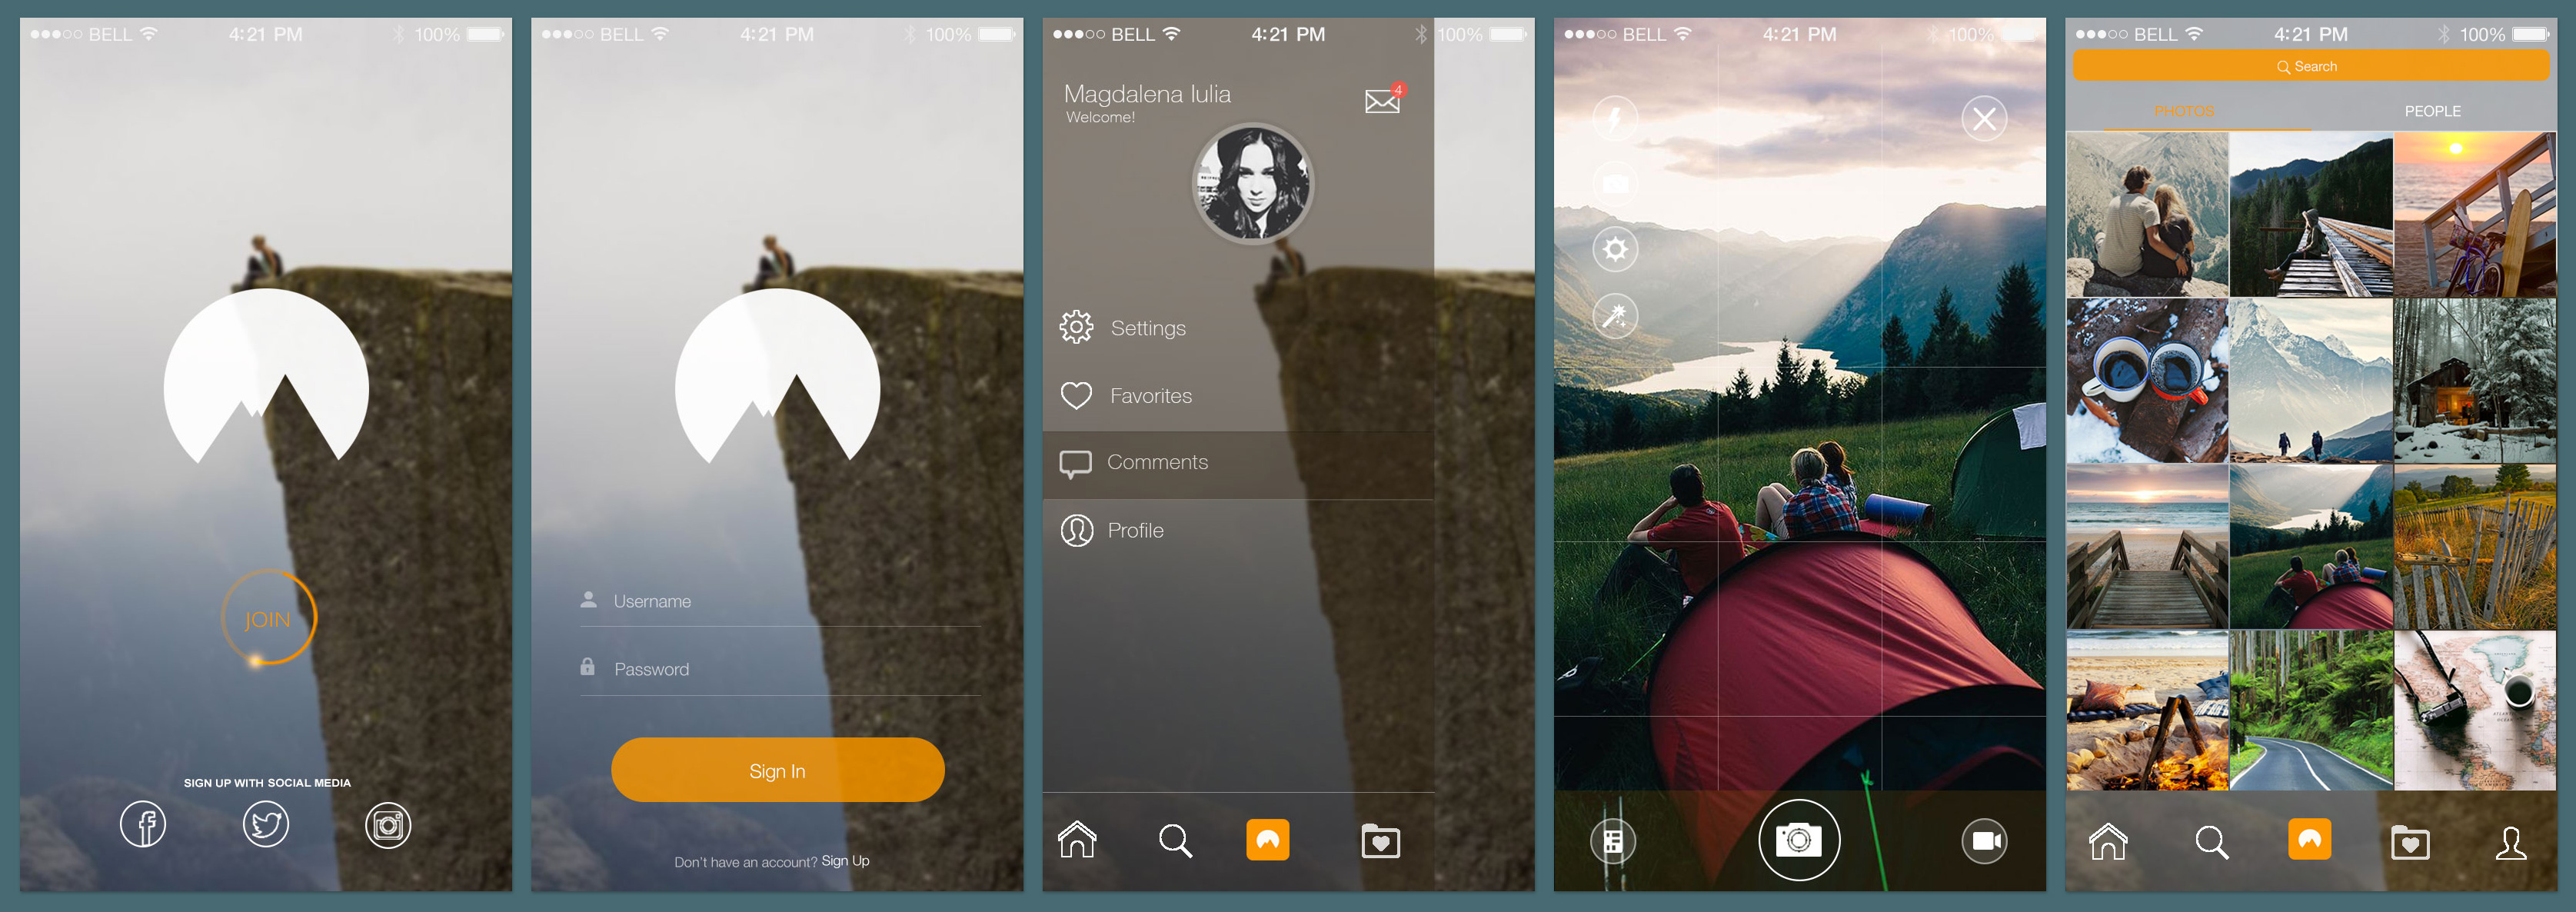 BELL 4:21 PM 100%
JOIN
SIGN UP WITH SOCIAL MEDIA
BELL 4:21 PM 100%
Username
Password
Sign In
Don't have an account? Sign Up
BELL 4:21 PM 100%
Magdalena Iulia
4
Welcome!
Settings
Favorites
Comments
Profile
BELL 4:21 PM 100%
BELL 4:21 PM 100%
Search
PHOTOS PEOPLE